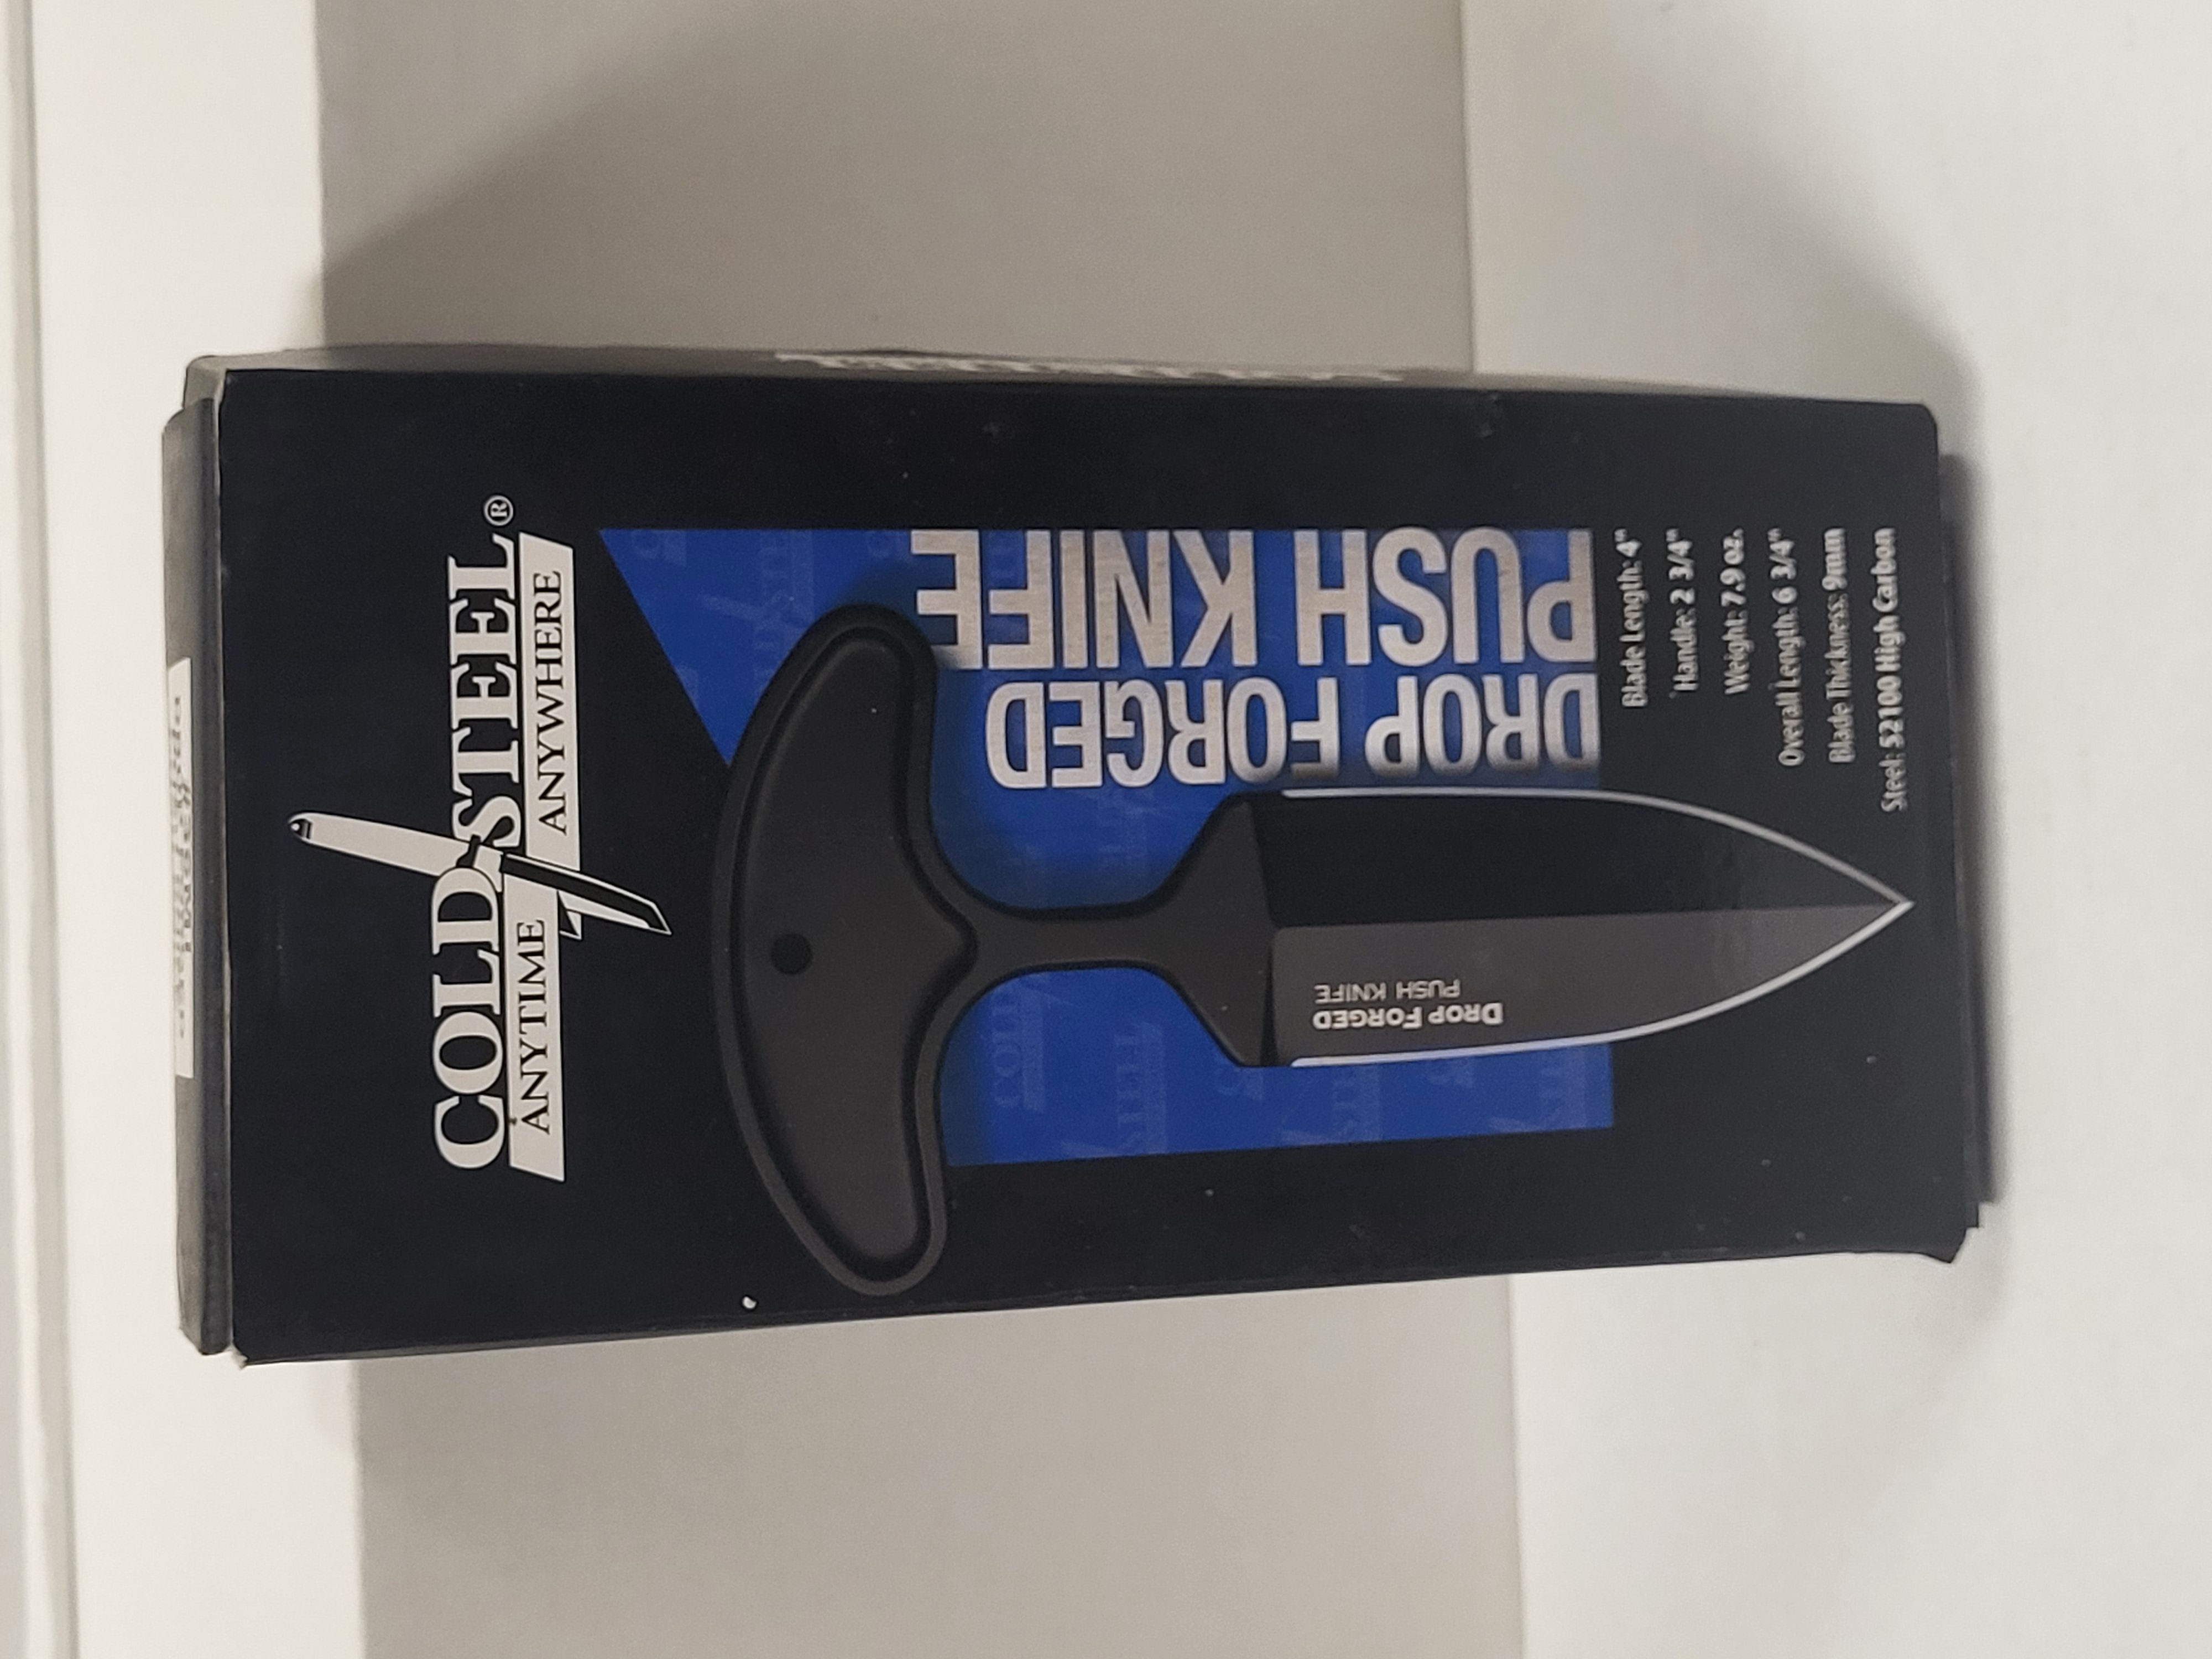 COLD STEEL®
ANYTIME ANYWHERE
DROP FORGED
PUSH KNIFE
DROP FORGED
PUSH KNIFE
Blade Length: 4"
Handle: 2 3/4"
Weight: 7.9 oz.
Overall Length: 6 3/4"
Blade Thickness: 9mm
Steel: 52100 High Carbon